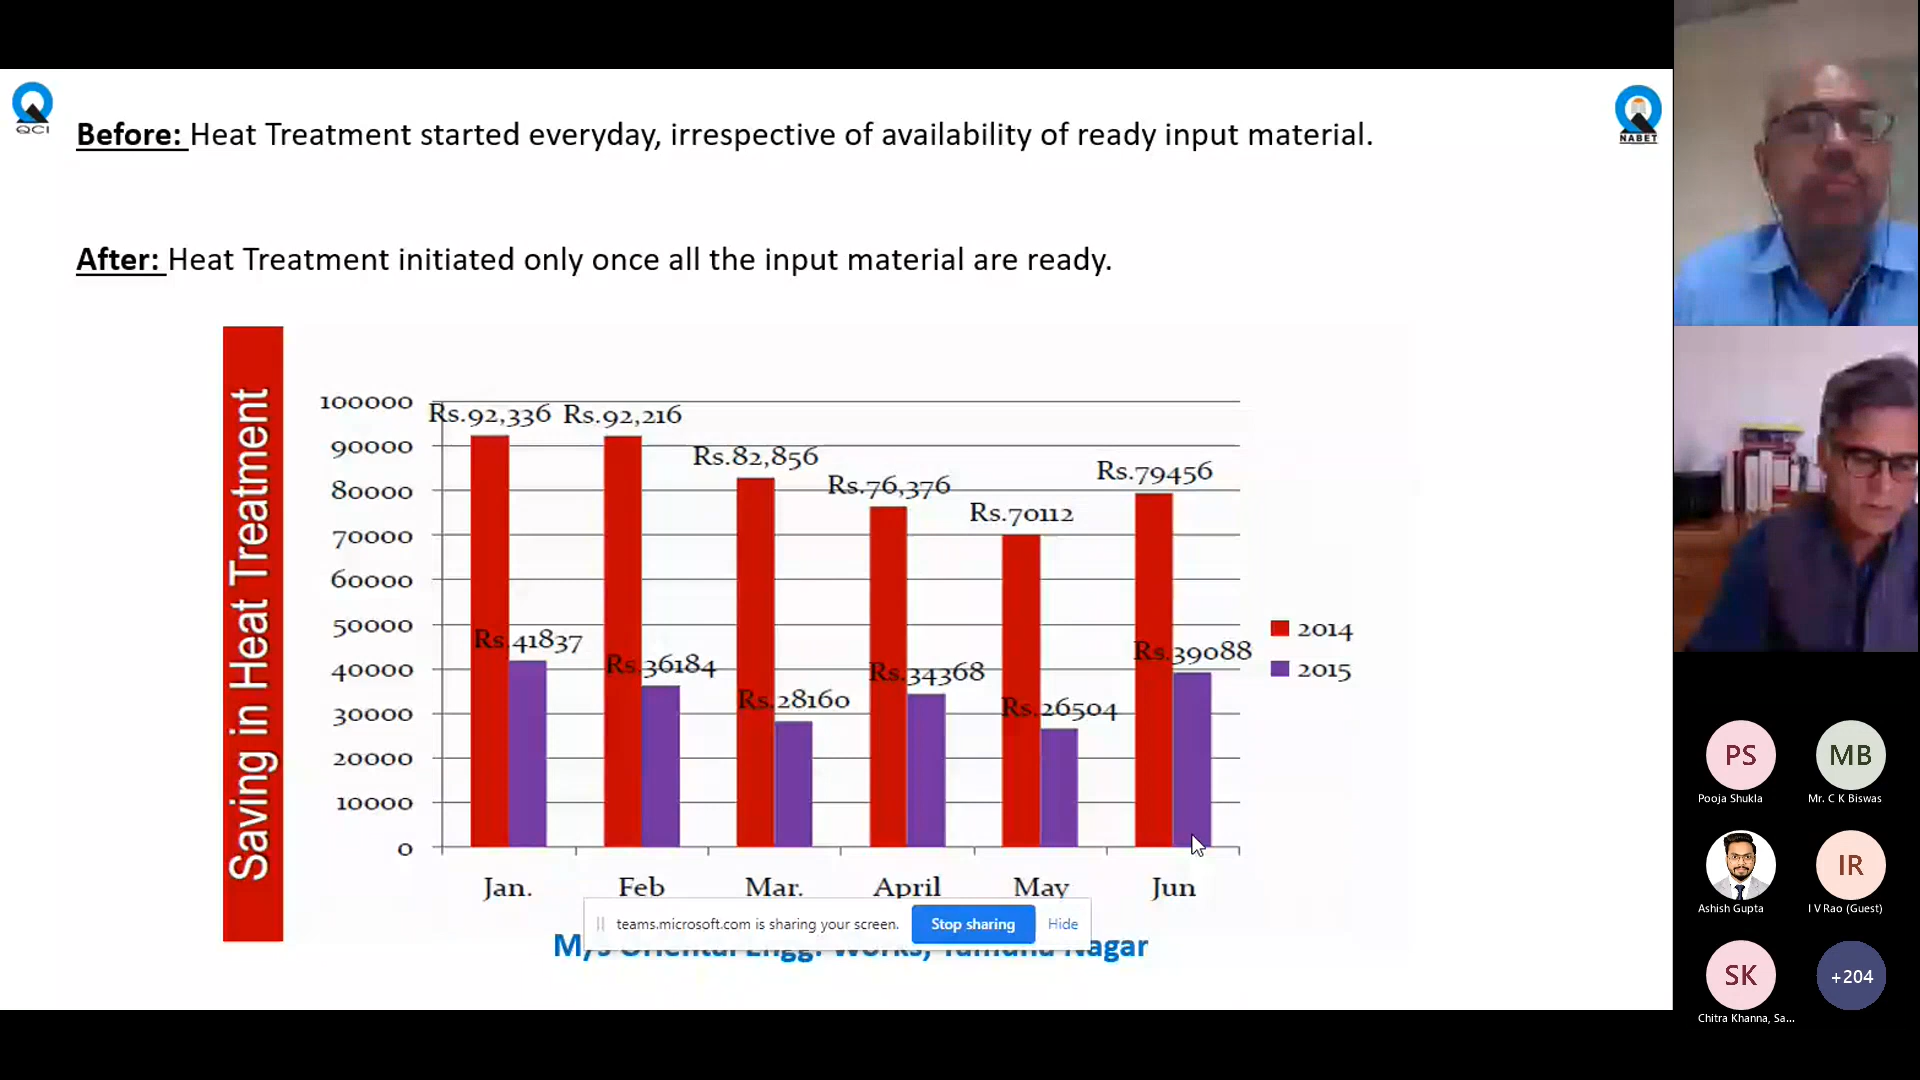 QCI
NABET
Before: Heat Treatment started everyday, irrespective of availability of ready input material.
After: Heat Treatment initiated only once all the input material are ready.
Saving in Heat Treatment
100000
90000
80000
70000
60000
50000
40000
30000
20000
10000
0
Rs.92,336 Rs.92,216
Rs.82,856
Rs.76,376
Rs.70112
Rs.79456
Rs.41837
Rs.36184
Rs.28160
Rs.34368
Rs.26504
Rs.39088
2014
2015
Jan. Feb Mar. April May Jun
teams.microsoft.com is sharing your screen. Stop sharing Hide
M/s Oriental Engg. Works, Yamuna Nagar
PS MB
Pooja Shukla Mr. C K Biswas
IR
Ashish Gupta I V Rao (Guest)
SK +204
Chitra Khanna, Sa...